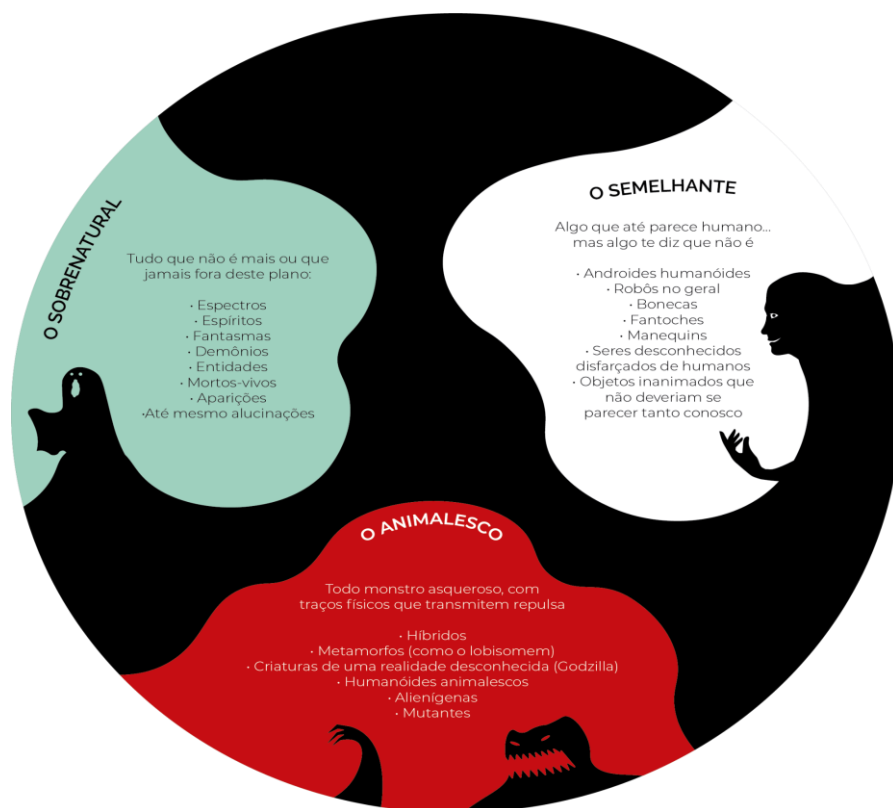 O SOBRENATURAL
Tudo que não é mais ou que
jamais fora deste plano:
• Espectros
• Espíritos
• Fantasmas
• Demônios
• Entidades
• Mortos-vivos
• Aparições
•Até mesmo alucinações
O SEMELHANTE
Algo que até parece humano...
mas algo te diz que não é
• Androides humanóides
• Robôs no geral
• Bonecas
• Fantoches
• Manequins
• Seres desconhecidos
disfarçados de humanos
• Objetos inanimados que
não deveriam se
parecer tanto conosco
O ANIMALESCO
Todo monstro asqueroso, com
traços físicos que transmitem repulsa
• Híbridos
• Metamorfos (como o lobisomem)
• Criaturas de uma realidade desconhecida (Godzilla)
• Humanóides animalescos
• Alienígenas
• Mutantes